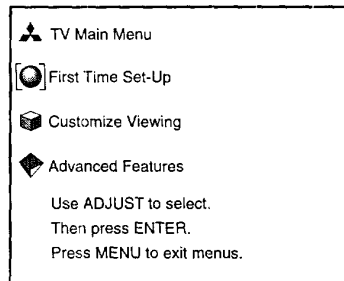 TV Main Menu
First Time Set-Up
Customize Viewing
Advanced Features
Use ADJUST to select.
Then press ENTER.
Press MENU to exit menus.